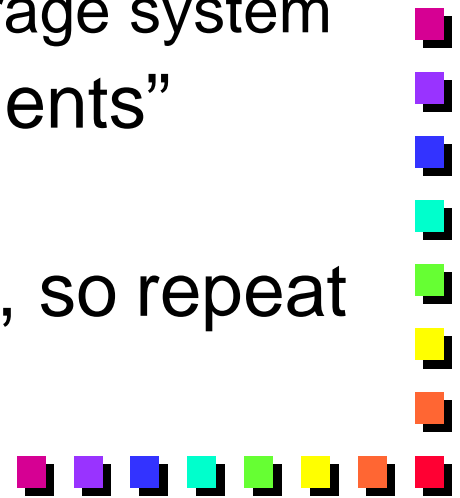 rage system
ents”
, so repeat